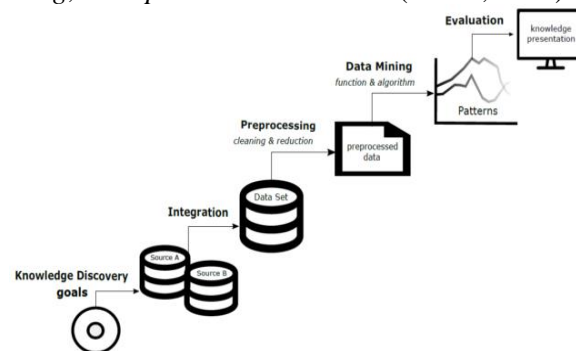 Evaluation
knowledge
presentation
Data Mining
function & algorithm
Patterns
Preprocessing
cleaning & reduction
preprocessed
data
Integration
Data Set
Knowledge Discovery
goals
Source A
Source B